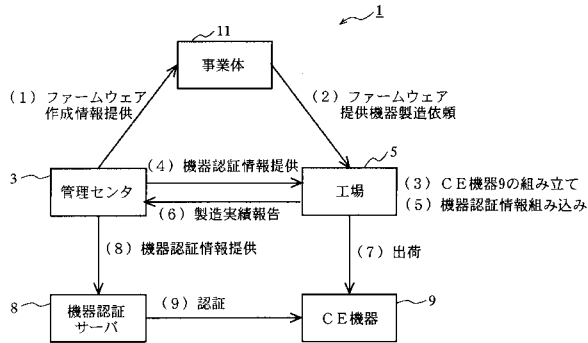 1
11
事業体
(1) ファームウェア
作成情報提供
(2) ファームウェア
提供機器製造依頼
3
管理センタ
(4) 機器認証情報提供
(6) 製造実績報告
5
工場
(3) CE機器9の組み立て
(5) 機器認証情報組み込み
(8) 機器認証情報提供
(7) 出荷
8
機器認証
サーバ
(9) 認証
CE機器
9